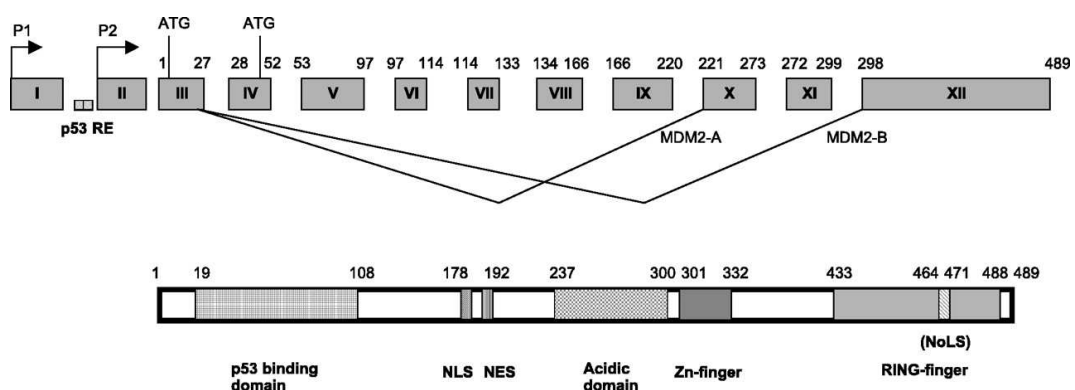 P1 P2 ATG ATG
1 27 28 52 53 97 97 114 114 133 134 166 166 220 221 273 272 299 298 489
I II III IV V VI VII VIII IX X XI XII
p53 RE
MDM2-A MDM2-B
1 19 108 178 192 237 300 301 332 433 464 471 488 489
(NoLS)
p53 binding NLS NES Acidic Zn-finger RING-finger
domain domain